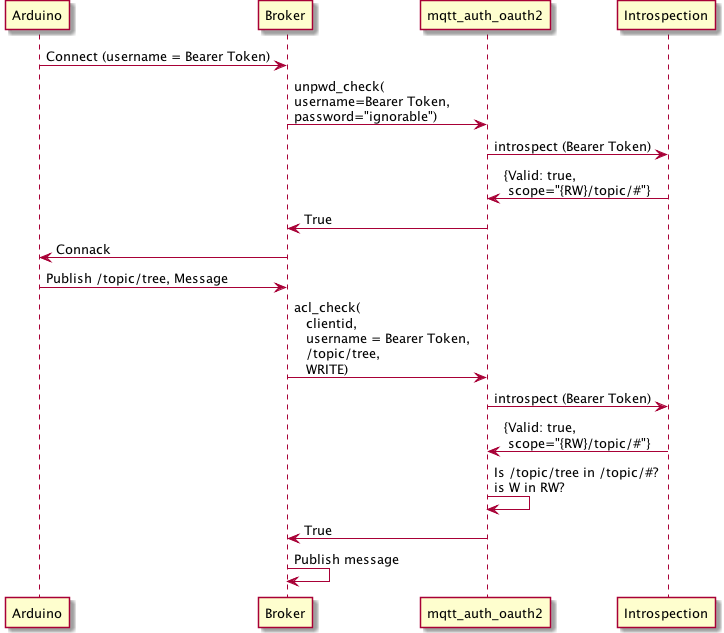 Arduino
Broker
mqtt_auth_oauth2
Introspection
Connect (username = Bearer Token)
unpwd_check(
username=Bearer Token,
password="ignorable")
introspect (Bearer Token)
{Valid: true,
scope="{RW}/topic/#"}
True
Connack
Publish /topic/tree, Message
acl_check(
clientid,
username = Bearer Token,
/topic/tree,
WRITE)
introspect (Bearer Token)
{Valid: true,
scope="{RW}/topic/#"}
Is /topic/tree in /topic/#?
is W in RW?
True
Publish message
Arduino
Broker
mqtt_auth_oauth2
Introspection